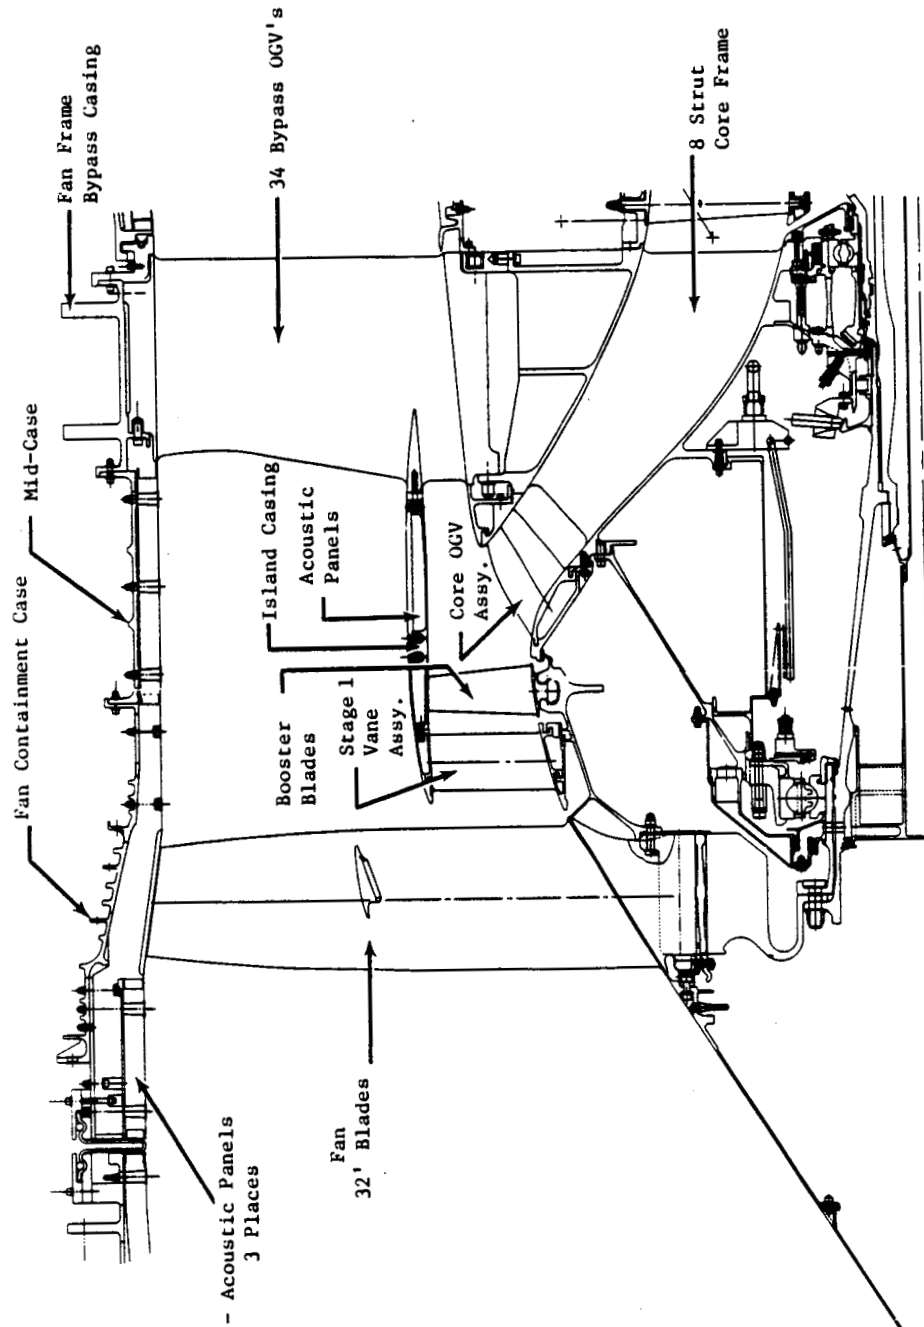 Fan Frame
Bypass Casing
34 Bypass OGV's
8 Strut
Core Frame
Mid-Case
Island Casing
Acoustic
Panels
Core OGV
Assy.
Fan Containment Case
Booster
Blades
Stage 1
Vane
Assy.
Fan
32' Blades
- Acoustic Panels
3 Places